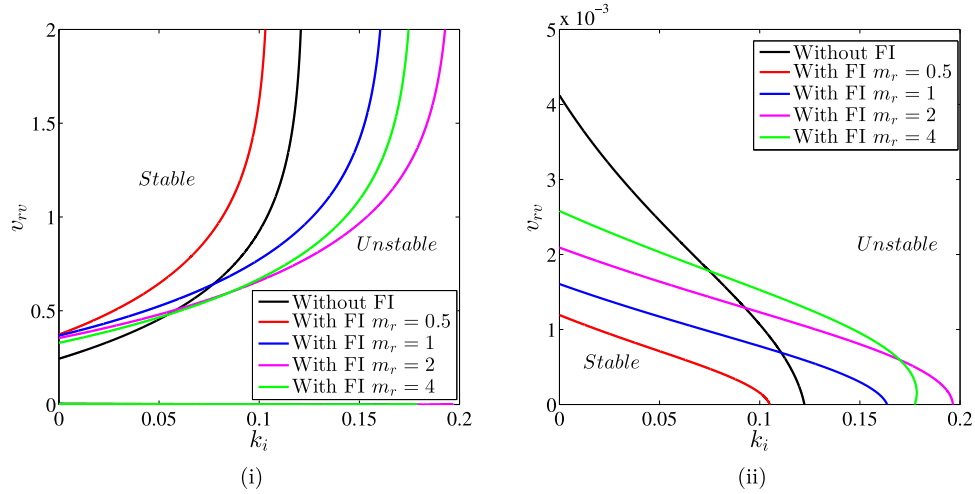 2
1.5
1
0.5
0
v_{rv}
Stable
Unstable
Without FI
With FI m_r = 0.5
With FI m_r = 1
With FI m_r = 2
With FI m_r = 4
0 0.05 0.1 0.15 0.2
k_i
(i)
5 x 10^{-3}
4
3
2
1
0
v_{rv}
Without FI
With FI m_r = 0.5
With FI m_r = 1
With FI m_r = 2
With FI m_r = 4
Unstable
Stable
0 0.05 0.1 0.15 0.2
k_i
(ii)